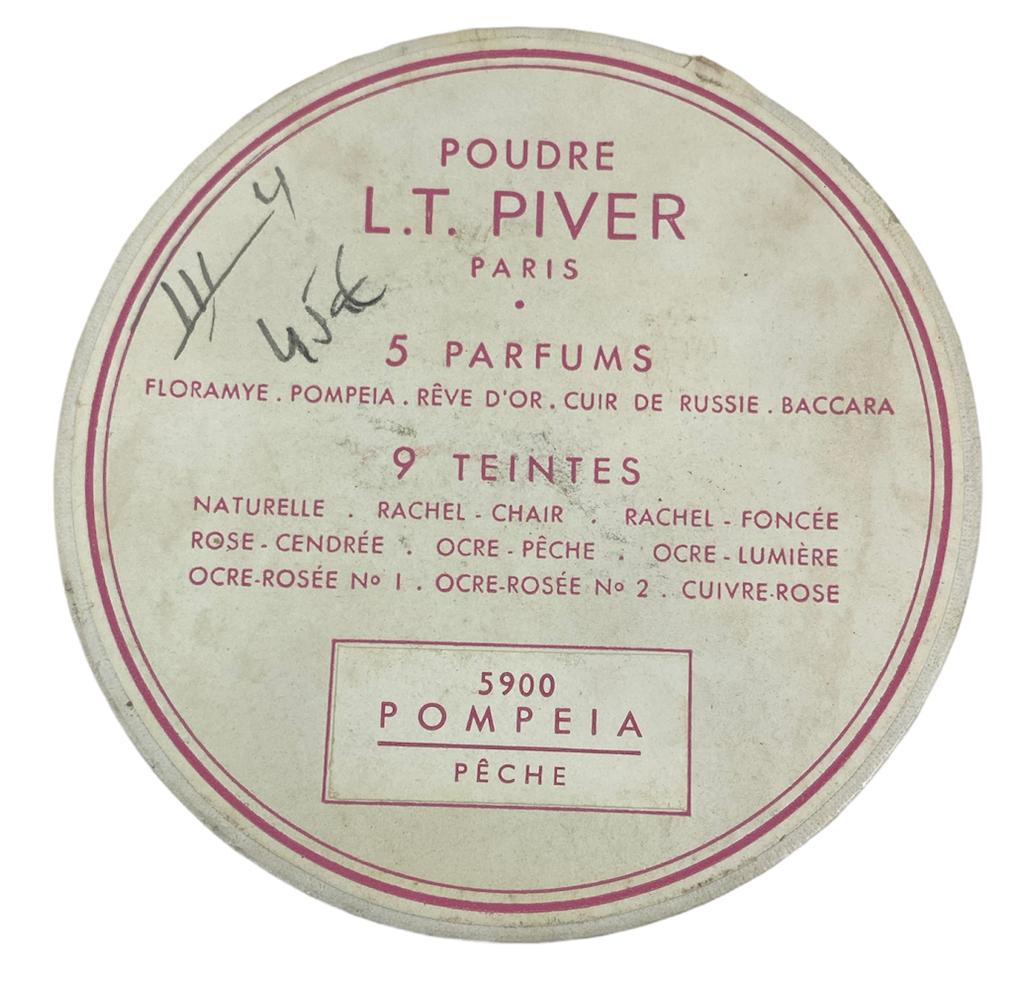 POUDRE
L.T. PIVER
PARIS
•
5 PARFUMS
FLORAMYE . POMPEIA . RÊVE D'OR . CUIR DE RUSSIE . BACCARA
9 TEINTES
NATURELLE . RACHEL - CHAIR . RACHEL - FONCÉE
ROSE - CENDRÉE . OCRE - PÊCHE . OCRE - LUMIÈRE
OCRE-ROSÉE Nº 1 . OCRE-ROSÉE Nº 2 . CUIVRE-ROSE
5900
POMPEIA
PÊCHE
45€